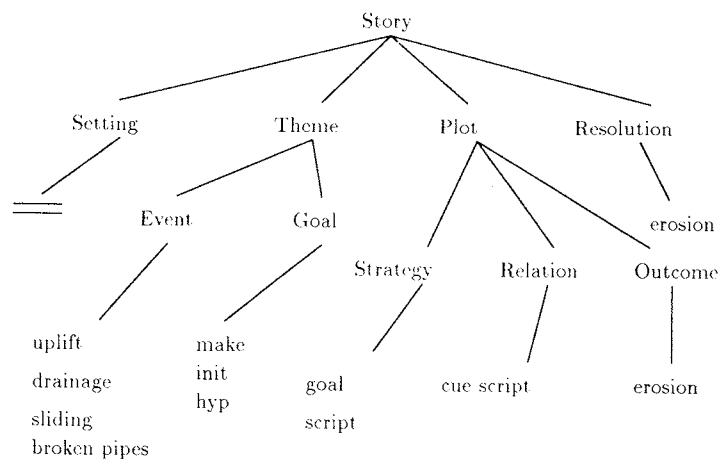 Story
Setting Theme Plot Resolution
Event Goal erosion
Strategy Relation Outcome
uplift make
drainage init
hyp
goal cue script erosion
sliding script
broken pipes